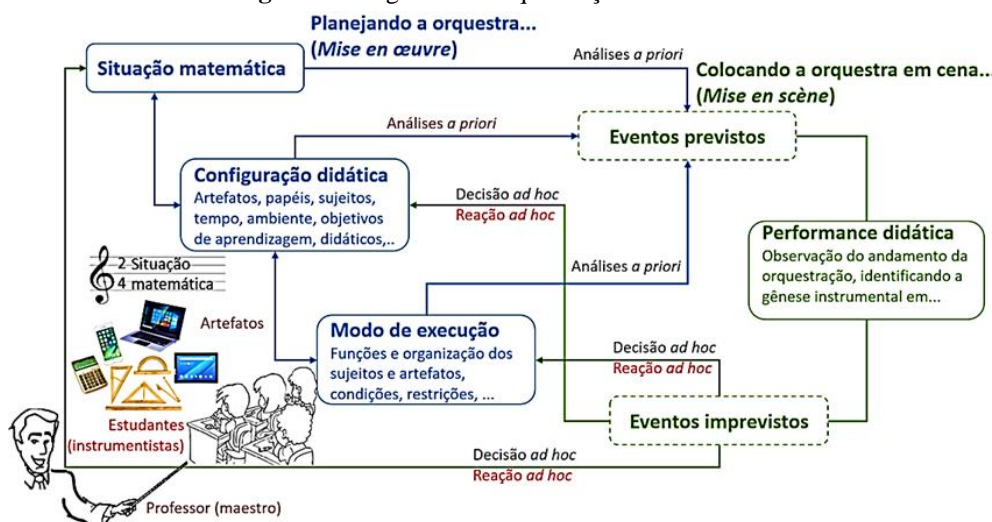 Planejando a orquestra...
(Mise en œuvre)
Situação matemática
Análises a priori
Colocando a orquestra em cena...
(Mise en scène)
Análises a priori
Eventos previstos
Configuração didática
Artefatos, papéis, sujeitos,
tempo, ambiente, objetivos
de aprendizagem, didáticos,..
Decisão ad hoc
Reação ad hoc
Performance didática
Observação do andamento da
orquestração, identificando a
gênese instrumental em...
2 Situação
4 matemática
Análises a priori
Artefatos
Modo de execução
Funções e organização dos
sujeitos e artefatos,
condições, restrições, ...
Decisão ad hoc
Reação ad hoc
Eventos imprevistos
Estudantes
(instrumentistas)
Decisão ad hoc
Reação ad hoc
Professor (maestro)